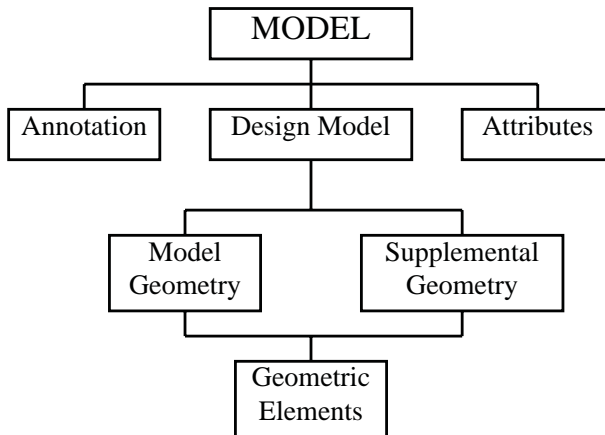 MODEL
Annotation
Design Model
Attributes
Model
Geometry
Supplemental
Geometry
Geometric
Elements